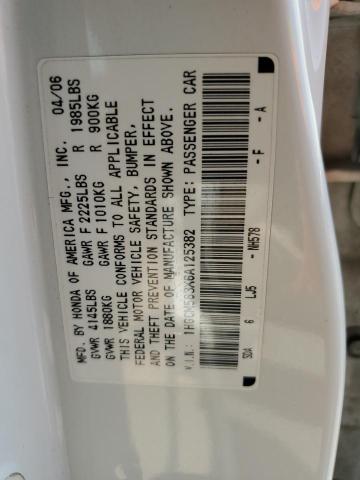 MFD. BY HONDA OF AMERICA MFG., INC. 04/06
GVWR 4145LBS GAWR F 2225LBS R 1985LBS
GVWR 1880KG GAWR F 1010KG R 900KG
THIS VEHICLE CONFORMS TO ALL APPLICABLE
FEDERAL MOTOR VEHICLE SAFETY, BUMPER,
AND THEFT PREVENTION STANDARDS IN EFFECT
ON THE DATE OF MANUFACTURE SHOWN ABOVE.
V.I.N.: TYPE: PASSENGER CAR
SDA 6 LJ5 - NH578 - F - A